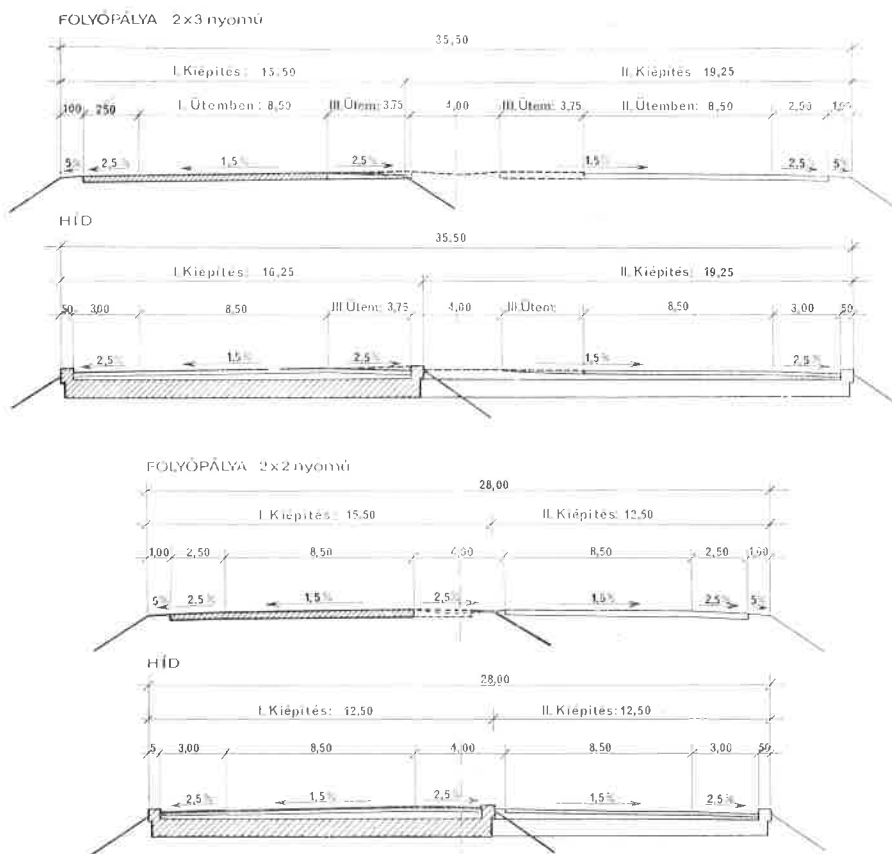 FOLYÓPÁLYA 2×3 nyomú
35,50
I. Kiépítés: 15,50 II. Kiépítés 19,25
100 250 I. Ütemben: 8,50 III. Ütem: 3,75 4,00 III. Ütem: 3,75 II. Ütemben: 8,50 2,50 1,00
5% 2,5% 1,5% 2,5% 1,5% 2,5% 5%
HÍD
35,50
I. Kiépítés: 16,25 II. Kiépítés: 19,25
50 3,00 8,50 III. Ütem: 3,75 4,00 III. Ütem: 8,50 3,00 50
2,5% 1,5% 2,5% 1,5% 2,5%
FOLYÓPÁLYA 2×2 nyomú
28,00
I. Kiépítés: 15,50 II. Kiépítés: 12,50
1,00 2,50 8,50 4,00 8,50 2,50 1,00
5% 2,5% 1,5% 2,5% 1,5% 2,5% 5%
HÍD
28,00
I. Kiépítés: 12,50 II. Kiépítés: 12,50
5 3,00 8,50 4,00 8,50 3,00 50
2,5% 1,5% 2,5% 1,5% 2,5%